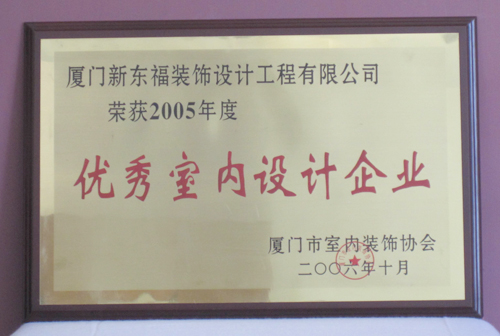 厦门新东福装饰设计工程有限公司
荣获2005年度
优秀室内设计企业
厦门市室内装饰协会
二〇〇六年十月